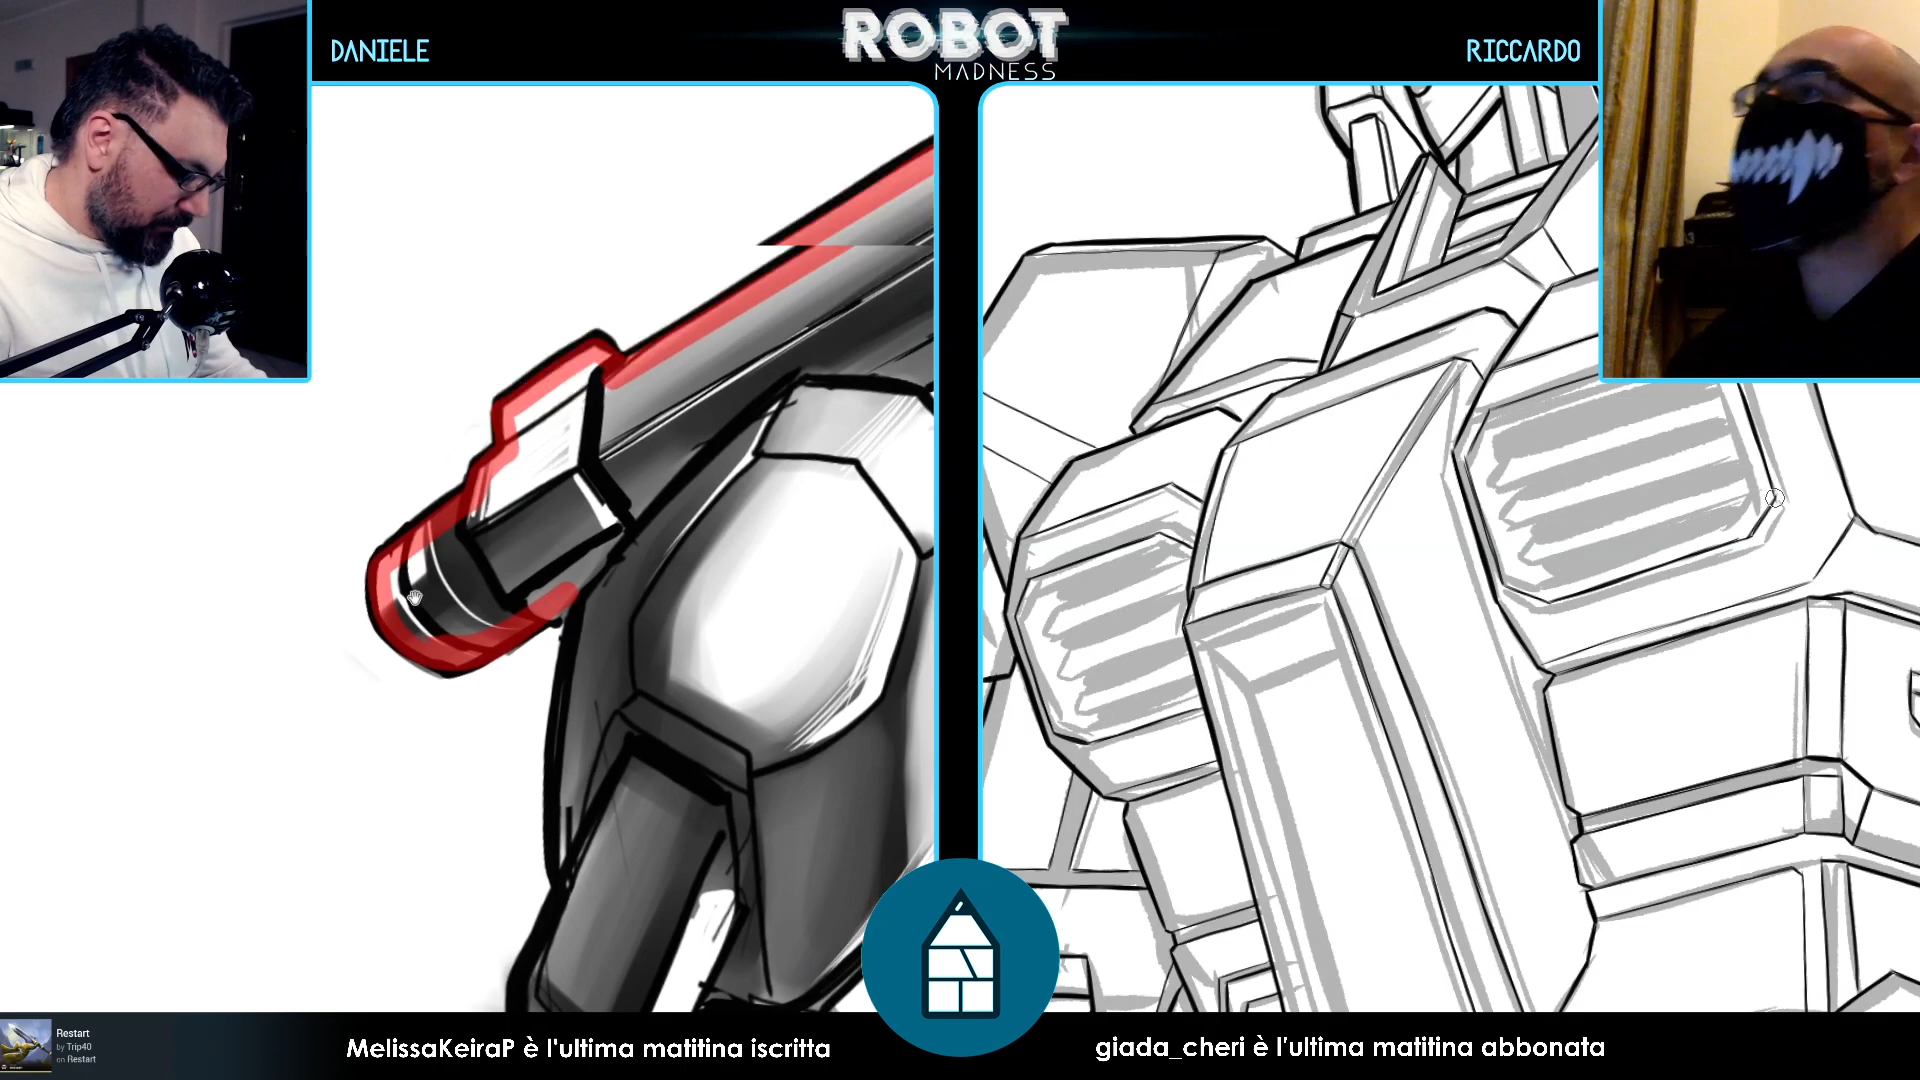 DANIELE
ROBOT
MADNESS
RICCARDO
Restart
by Trip40
on Restart
MelissaKeiraP è l'ultima matitina iscritta
giada_cheri è l'ultima matitina abbonata